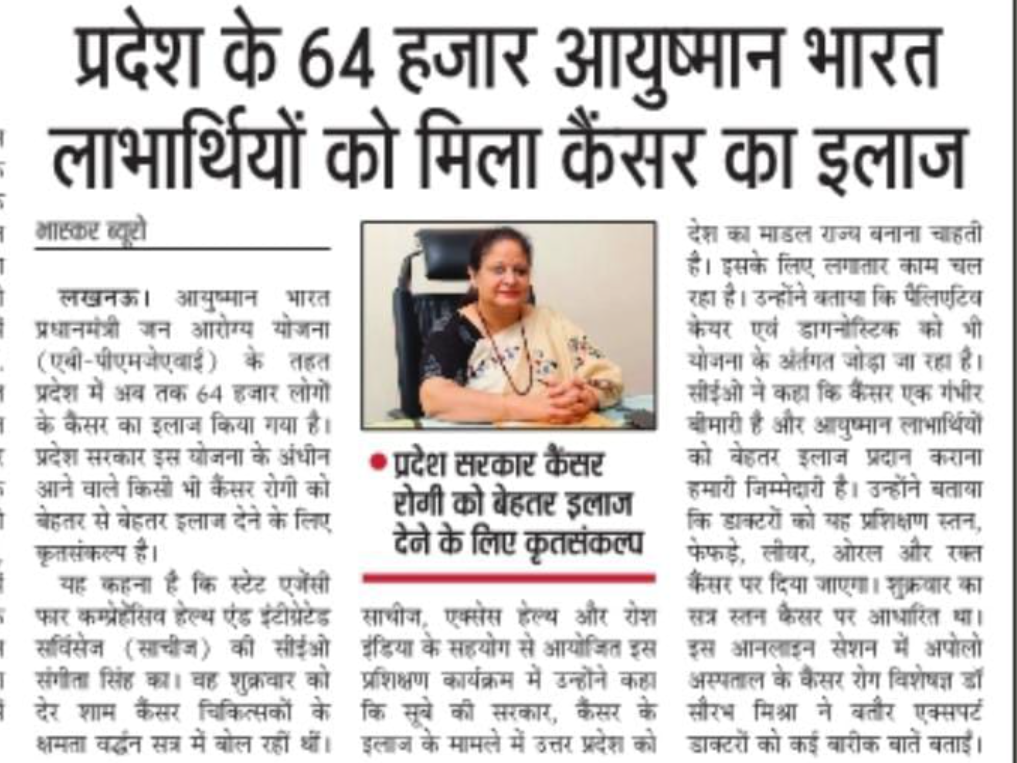 प्रदेश के 64 हजार आयुष्मान भारत
लाभार्थियों को मिला कैंसर का इलाज
भास्कर ब्यूरो
लखनऊ। आयुष्मान भारत
प्रधानमंत्री जन आरोग्य योजना
(एबी-पीएमजेएवाई) के तहत
प्रदेश में अब तक 64 हजार लोगों
के कैंसर का इलाज किया गया है।
प्रदेश सरकार इस योजना के अधीन
आने वाले किसी भी कैंसर रोगी को
बेहतर से बेहतर इलाज देने के लिए
कृतसंकल्प है।
यह कहना है कि स्टेट एजेंसी
फार कम्प्रेहेंसिव हेल्थ एंड इंटीग्रेटेड
सर्विसेज (साचीज) की सीईओ
संगीता सिंह का। वह शुक्रवार को
देर शाम कैंसर चिकित्सकों के
क्षमता वर्द्धन सत्र में बोल रहीं थीं।
प्रदेश सरकार कैंसर
रोगी को बेहतर इलाज
देने के लिए कृतसंकल्प
साचीज, एक्सेस हेल्थ और रोश
इंडिया के सहयोग से आयोजित इस
प्रशिक्षण कार्यक्रम में उन्होंने कहा
कि सूबे की सरकार, कैंसर के
इलाज के मामले में उत्तर प्रदेश को
देश का माडल राज्य बनाना चाहती
है। इसके लिए लगातार काम चल
रहा है। उन्होंने बताया कि पैलिएटिव
केयर एवं डागनोस्टिक को भी
योजना के अंर्तगत जोड़ा जा रहा है।
सीईओ ने कहा कि कैंसर एक गंभीर
बीमारी है और आयुष्मान लाभार्थियों
को बेहतर इलाज प्रदान कराना
हमारी जिम्मेदारी है। उन्होंने बताया
कि डाक्टरों को यह प्रशिक्षण स्तन,
फेफड़े, लीवर, ओरल और रक्त
कैंसर पर दिया जाएगा। शुक्रवार का
सत्र स्तन कैंसर पर आधारित था।
इस आनलाइन सेशन में अपोलो
अस्पताल के कैंसर रोग विशेषज्ञ डॉ
सौरभ मिश्रा ने बतौर एक्सपर्ट
डाक्टरों को कई बारीक बातें बताईं।